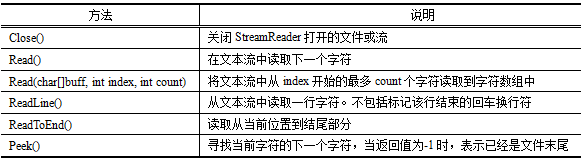 方法 说明
Close() 关闭 StreamReader 打开的文件或流
Read() 在文本流中读取下一个字符
Read(char[]buff, int index, int count) 将文本流中从 index 开始的最多 count 个字符读取到字符数组中
ReadLine() 从文本流中读取一行字符。不包括标记该行结束的回车换行符
ReadToEnd() 读取从当前位置到结尾部分
Peek() 寻找当前字符的下一个字符，当返回值为-1 时，表示已经是文件末尾